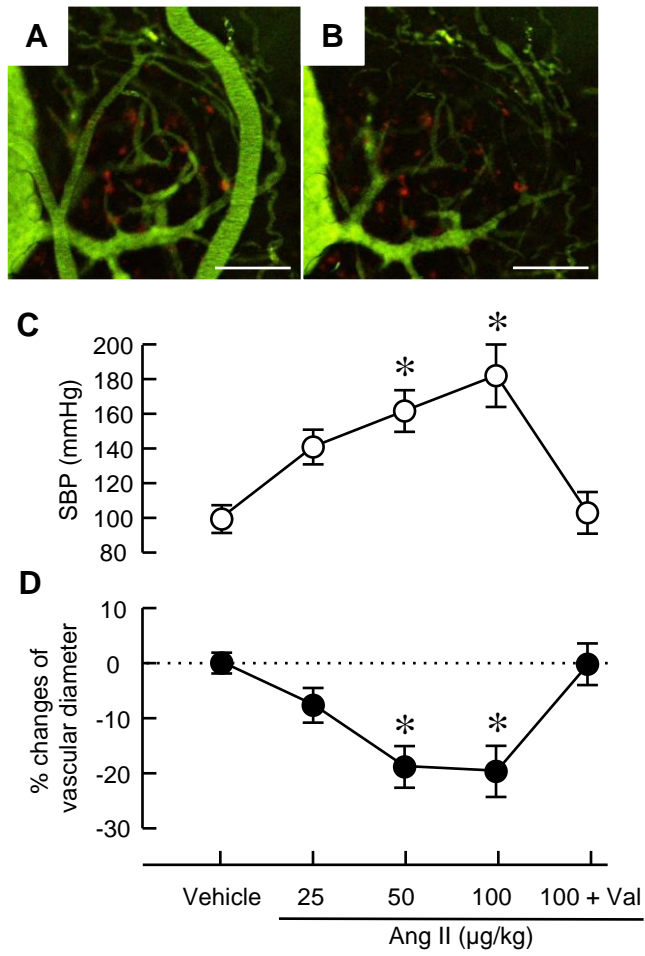 A
B
C
200
180
160
140
120
100
80
SBP (mmHg)
*
*
D
10
0
-10
-20
-30
% changes of
vascular diameter
*
*
Vehicle 25 50 100 100 + Val
Ang II (μg/kg)